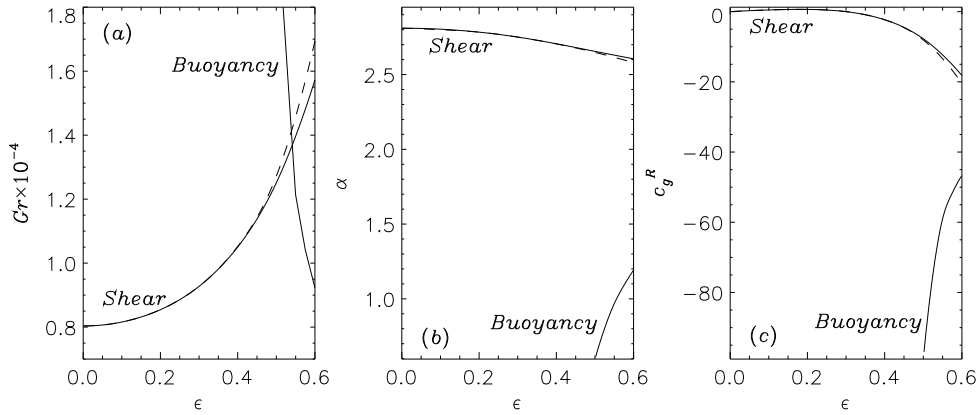 1.8
1.6
1.4
1.2
1.0
0.8
Gr×10⁻⁴
(a)
Buoyancy
Shear
0.0 0.2 0.4 0.6
ϵ
2.5
2.0
1.5
1.0
α
Shear
Buoyancy
(b)
0.0 0.2 0.4 0.6
ϵ
0
−20
−40
−60
−80
c_g^R
Shear
Buoyancy
(c)
0.0 0.2 0.4 0.6
ϵ